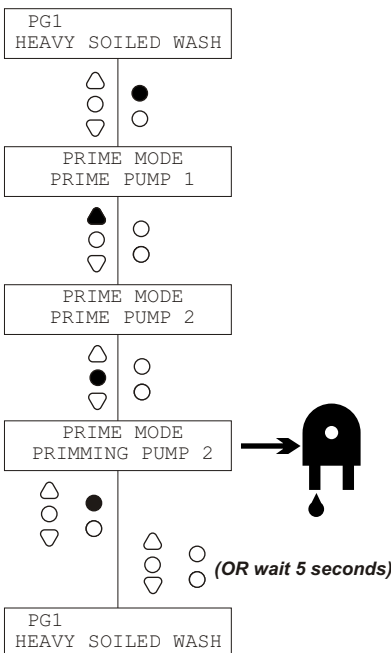 PG1
HEAVY SOILED WASH
PRIME MODE
PRIME PUMP 1
PRIME MODE
PRIME PUMP 2
PRIME MODE
PRIMMING PUMP 2
(OR wait 5 seconds)
PG1
HEAVY SOILED WASH